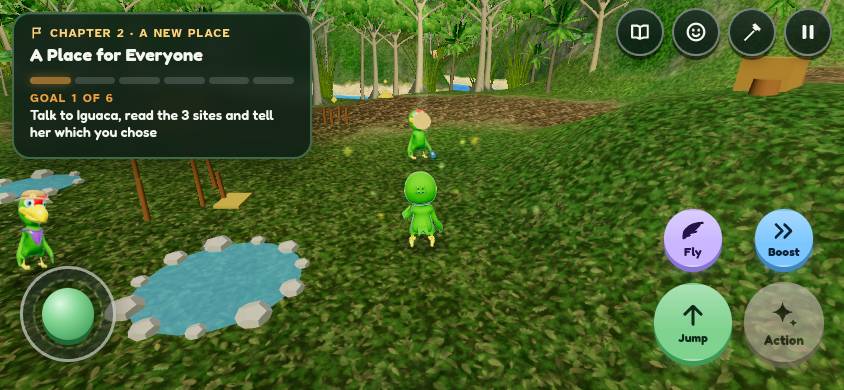 CHAPTER 2 · A NEW PLACE
A Place for Everyone
GOAL 1 OF 6
Talk to Iguaca, read the 3 sites and tell
her which you chose
Fly
Boost
Jump
Action